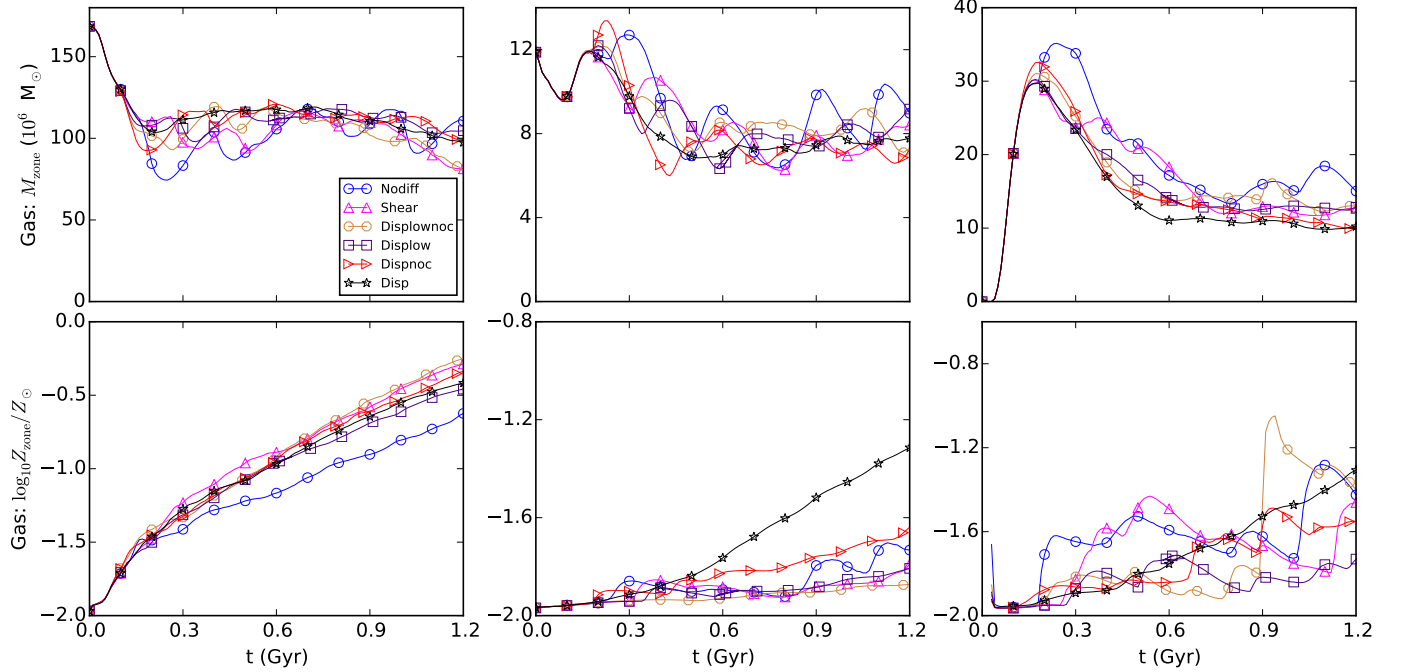 Gas: M_zone (10^6 M_⊙)
150
100
50
0
Nodiff
Shear
Displownoc
Displow
Dispnoc
Disp
12
8
4
0
40
30
20
10
0
Gas: log_10 Z_zone/Z_⊙
0.0
−0.5
−1.0
−1.5
−2.0
0.0 0.3 0.6 0.9 1.2
t (Gyr)
−0.8
−1.2
−1.6
−2.0
0.0 0.3 0.6 0.9 1.2
t (Gyr)
−0.8
−1.2
−1.6
−2.0
0.0 0.3 0.6 0.9 1.2
t (Gyr)